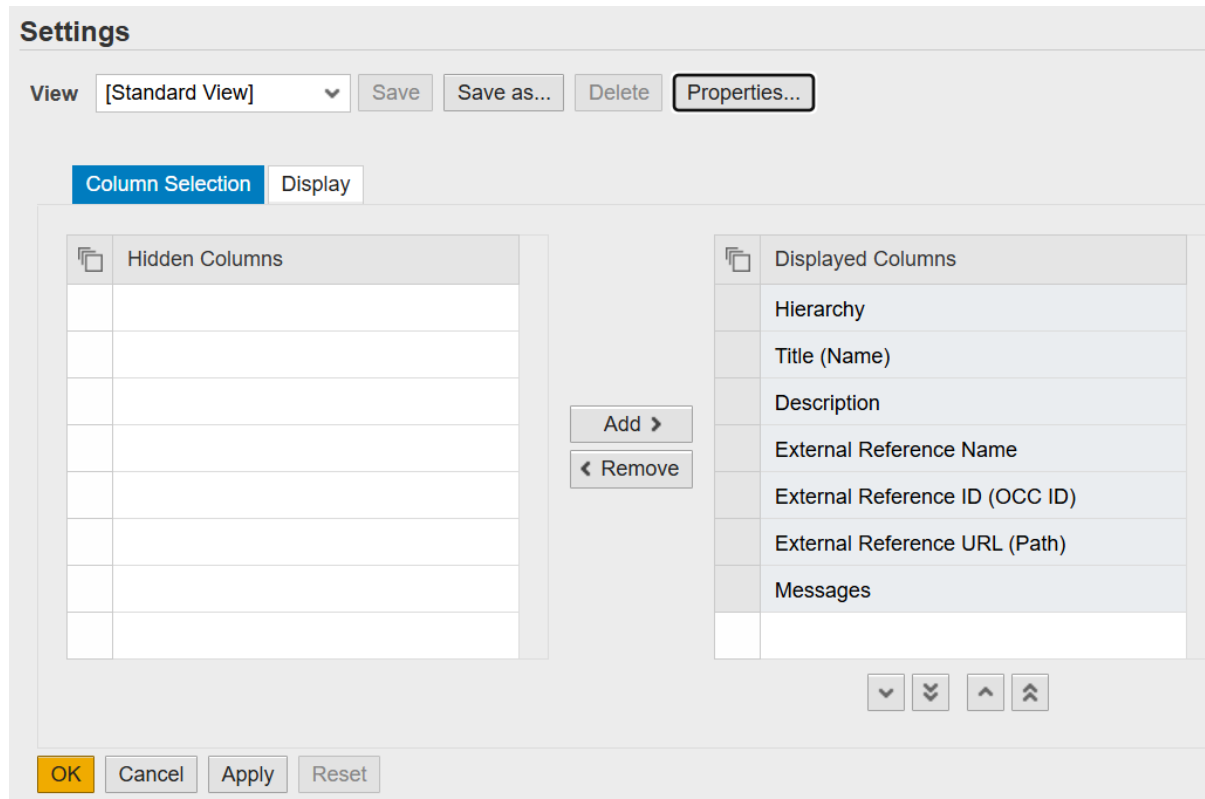 Settings
View [Standard View] Save Save as... Delete Properties...
Column Selection Display
Hidden Columns
Displayed Columns
Hierarchy
Title (Name)
Description
External Reference Name
External Reference ID (OCC ID)
External Reference URL (Path)
Messages
Add
Remove
OK Cancel Apply Reset